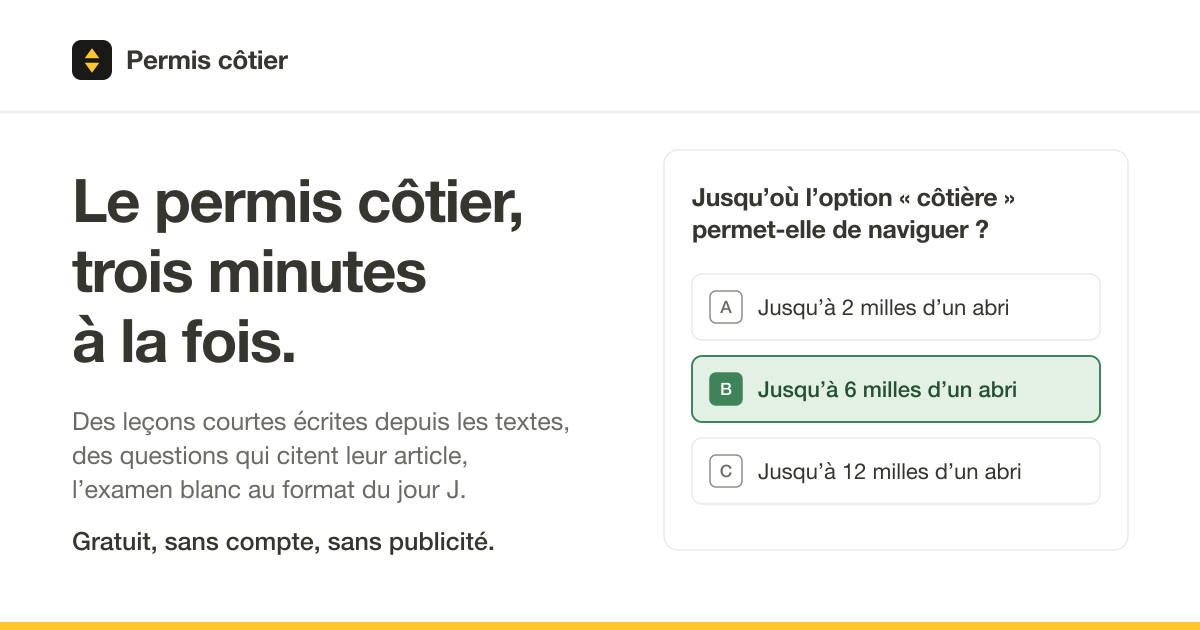 Permis côtier
Le permis côtier,
trois minutes
à la fois.
Des leçons courtes écrites depuis les textes,
des questions qui citent leur article,
l’examen blanc au format du jour J.
Gratuit, sans compte, sans publicité.
Jusqu’où l’option « côtière »
permet-elle de naviguer ?
A Jusqu’à 2 milles d’un abri
B Jusqu’à 6 milles d’un abri
C Jusqu’à 12 milles d’un abri